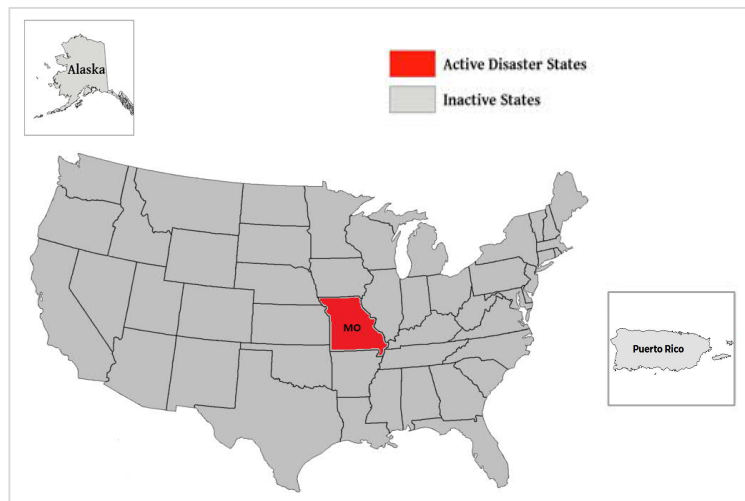 Alaska
Active Disaster States
Inactive States
MO
Puerto Rico